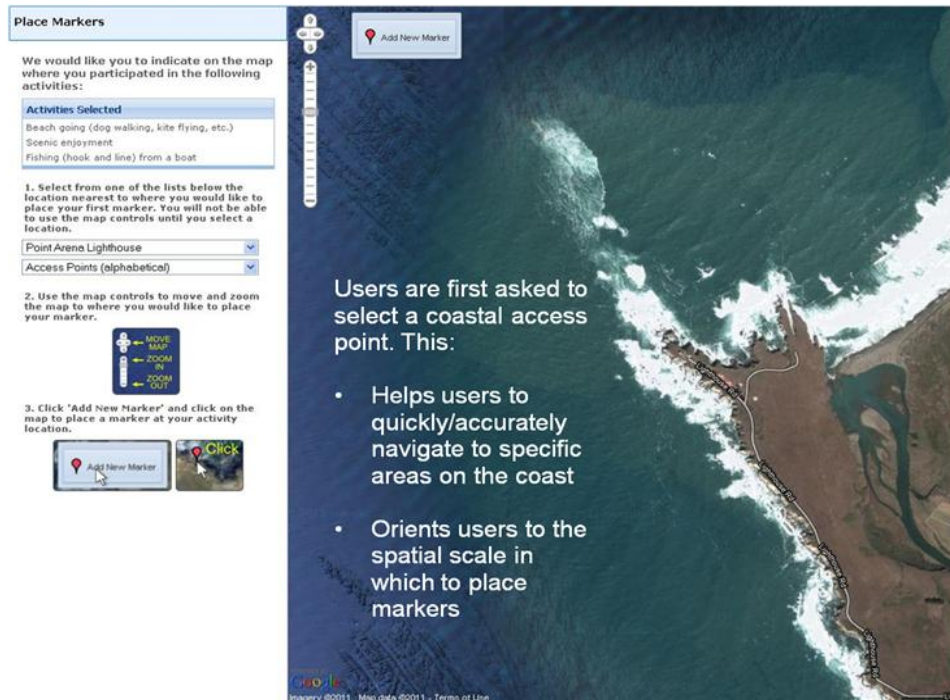 Place Markers
We would like you to indicate on the map
where you participated in the following
activities:
Activities Selected
Beach going (dog walking, kite flying, etc.)
Scenic enjoyment
Fishing (hook and line) from a boat
1. Select from one of the lists below the
location nearest to where you would like to
place your first marker. You will not be able
to use the map controls until you select a
location.
Point Arena Lighthouse
Access Points (alphabetical)
2. Use the map controls to move and zoom
the map to where you would like to place
your marker.
MOVE
MAP
ZOOM
IN
ZOOM
OUT
3. Click 'Add New Marker' and click on the
map to place a marker at your activity
location.
Add New Marker
Click
Add New Marker
Users are first asked to
select a coastal access
point. This:
• Helps users to
quickly/accurately
navigate to specific
areas on the coast
• Orients users to the
spatial scale in
which to place
markers
Lighthouse Rd
Lighthouse Rd
Lighthouse Rd
Lighthouse Rd
Google
Imagery ©2011 - Map data ©2011 - Terms of Use